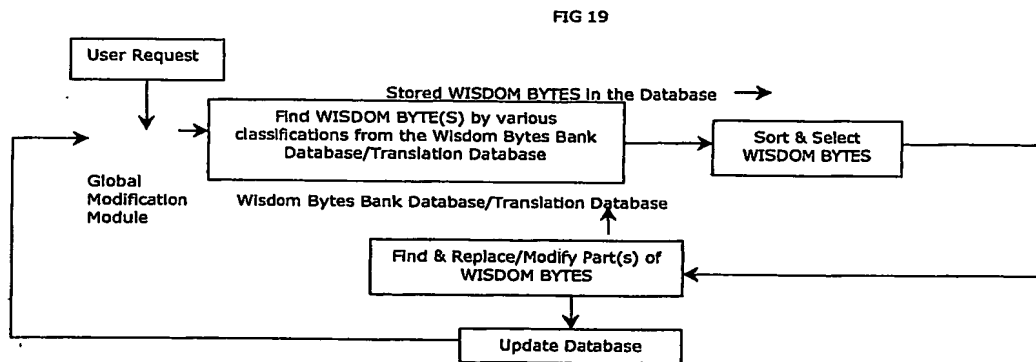 FIG 19
User Request
Stored WISDOM BYTES in the Database
Find WISDOM BYTE(S) by various
classifications from the Wisdom Bytes Bank
Database/Translation Database
Sort & Select
WISDOM BYTES
Global
Modification
Module
Wisdom Bytes Bank Database/Translation Database
Find & Replace/Modify Part(s) of
WISDOM BYTES
Update Database